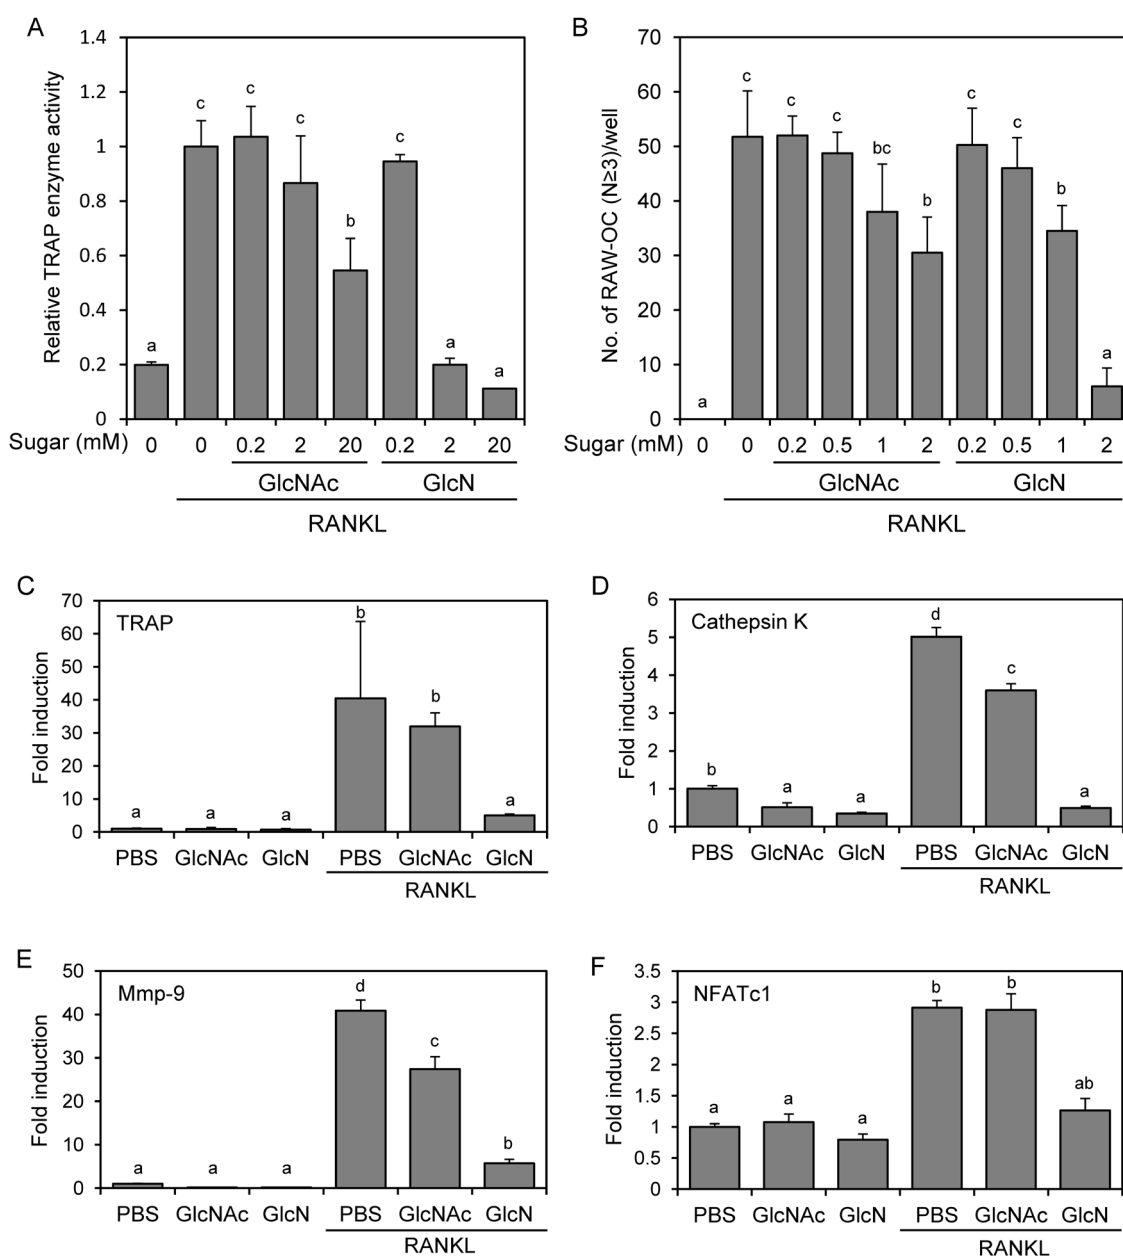 A
Relative TRAP enzyme activity
1.4
1.2
1
0.8
0.6
0.4
0.2
0
a
c
c
c
b
c
a
a
Sugar (mM)
0 0 0.2 2 20 0.2 2 20
GlcNAc GlcN
RANKL
B
No. of RAW-OC (N≥3)/well
70
60
50
40
30
20
10
0
a
c
c
c
bc
b
c
c
b
a
Sugar (mM)
0 0 0.2 0.5 1 2 0.2 0.5 1 2
GlcNAc GlcN
RANKL
C
TRAP
Fold induction
70
60
50
40
30
20
10
0
a
a
a
b
b
a
PBS GlcNAc GlcN PBS GlcNAc GlcN
RANKL
D
Cathepsin K
Fold induction
6
5
4
3
2
1
0
b
a
a
d
c
a
PBS GlcNAc GlcN PBS GlcNAc GlcN
RANKL
E
Mmp-9
Fold induction
50
40
30
20
10
0
a
a
a
d
c
b
PBS GlcNAc GlcN PBS GlcNAc GlcN
RANKL
F
NFATc1
Fold induction
3.5
3
2.5
2
1.5
1
0.5
0
a
a
a
b
b
ab
PBS GlcNAc GlcN PBS GlcNAc GlcN
RANKL